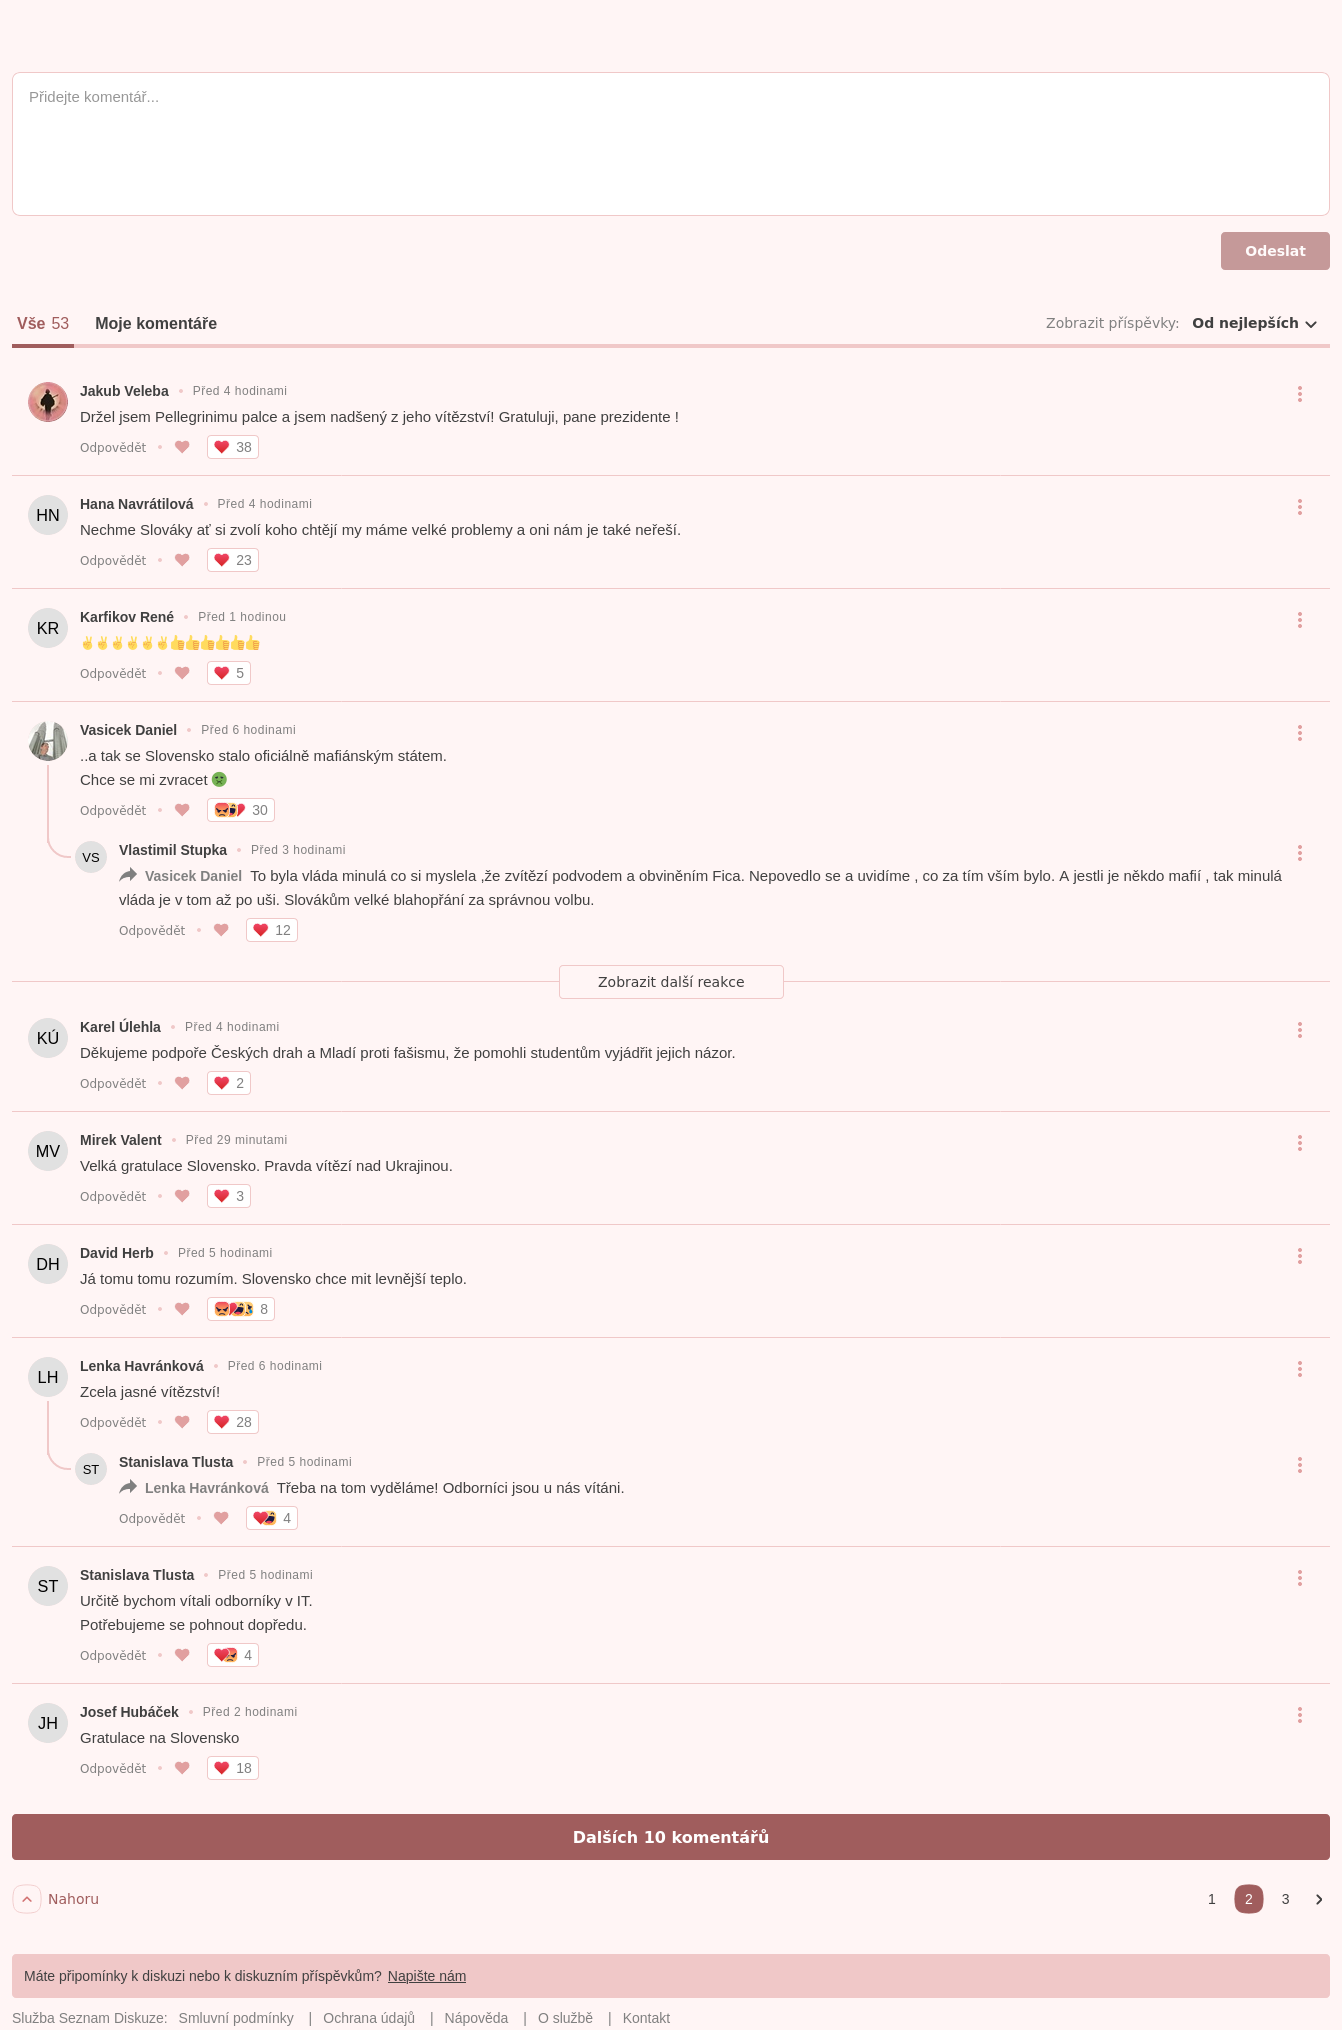 Přidejte komentář...
Odeslat
Vše 53 Moje komentáře Zobrazit příspěvky: Od nejlepších
Jakub Veleba • Před 4 hodinami
Držel jsem Pellegrinimu palce a jsem nadšený z jeho vítězství! Gratuluji, pane prezidente !
Odpovědět • 38
HN Hana Navrátilová • Před 4 hodinami
Nechme Slováky ať si zvolí koho chtějí my máme velké problemy a oni nám je také neřeší.
Odpovědět • 23
KR Karfikov René • Před 1 hodinou
✌✌✌✌✌✌👍👍👍👍👍👍
Odpovědět • 5
Vasicek Daniel • Před 6 hodinami
..a tak se Slovensko stalo oficiálně mafiánským státem.
Chce se mi zvracet 🤢
Odpovědět • 30
VS Vlastimil Stupka • Před 3 hodinami
Vasicek Daniel To byla vláda minulá co si myslela ,že zvítězí podvodem a obviněním Fica. Nepovedlo se a uvidíme , co za tím vším bylo. A jestli je někdo mafií , tak minulá
vláda je v tom až po uši. Slovákům velké blahopřání za správnou volbu.
Odpovědět • 12
Zobrazit další reakce
KÚ Karel Úlehla • Před 4 hodinami
Děkujeme podpoře Českých drah a Mladí proti fašismu, že pomohli studentům vyjádřit jejich názor.
Odpovědět • 2
MV Mirek Valent • Před 29 minutami
Velká gratulace Slovensko. Pravda vítězí nad Ukrajinou.
Odpovědět • 3
DH David Herb • Před 5 hodinami
Já tomu tomu rozumím. Slovensko chce mit levnější teplo.
Odpovědět • 8
LH Lenka Havránková • Před 6 hodinami
Zcela jasné vítězství!
Odpovědět • 28
ST Stanislava Tlusta • Před 5 hodinami
Lenka Havránková Třeba na tom vyděláme! Odborníci jsou u nás vítáni.
Odpovědět • 4
ST Stanislava Tlusta • Před 5 hodinami
Určitě bychom vítali odborníky v IT.
Potřebujeme se pohnout dopředu.
Odpovědět • 4
JH Josef Hubáček • Před 2 hodinami
Gratulace na Slovensko
Odpovědět • 18
Dalších 10 komentářů
Nahoru 1 2 3
Máte připomínky k diskuzi nebo k diskuzním příspěvkům? Napište nám
Služba Seznam Diskuze: Smluvní podmínky | Ochrana údajů | Nápověda | O službě | Kontakt